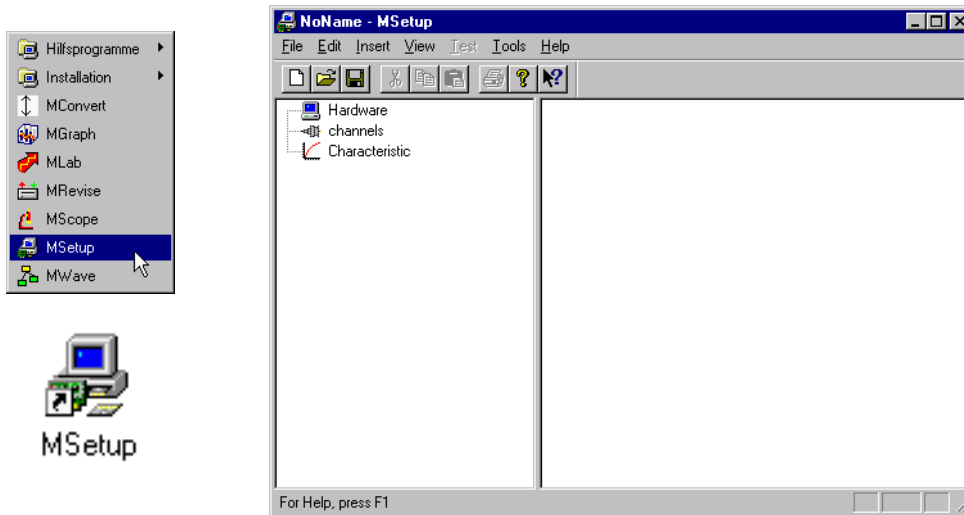 Hilfsprogramme
Installation
MConvert
MGraph
MLab
MRevise
MScope
MSetup
MWave
MSetup
NoName - MSetup
File Edit Insert View Test Tools Help
Hardware
channels
Characteristic
For Help, press F1